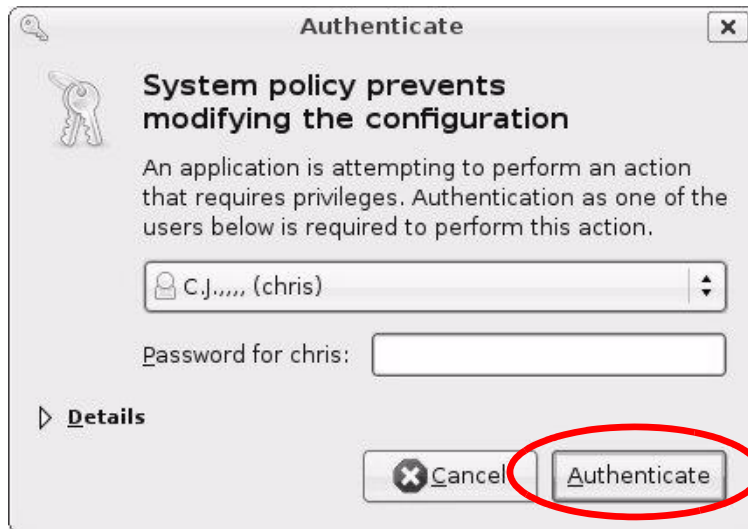 Authenticate
System policy prevents
modifying the configuration
An application is attempting to perform an action
that requires privileges. Authentication as one of the
users below is required to perform this action.
C.J.,,,, (chris)
Password for chris:
Details
Cancel Authenticate